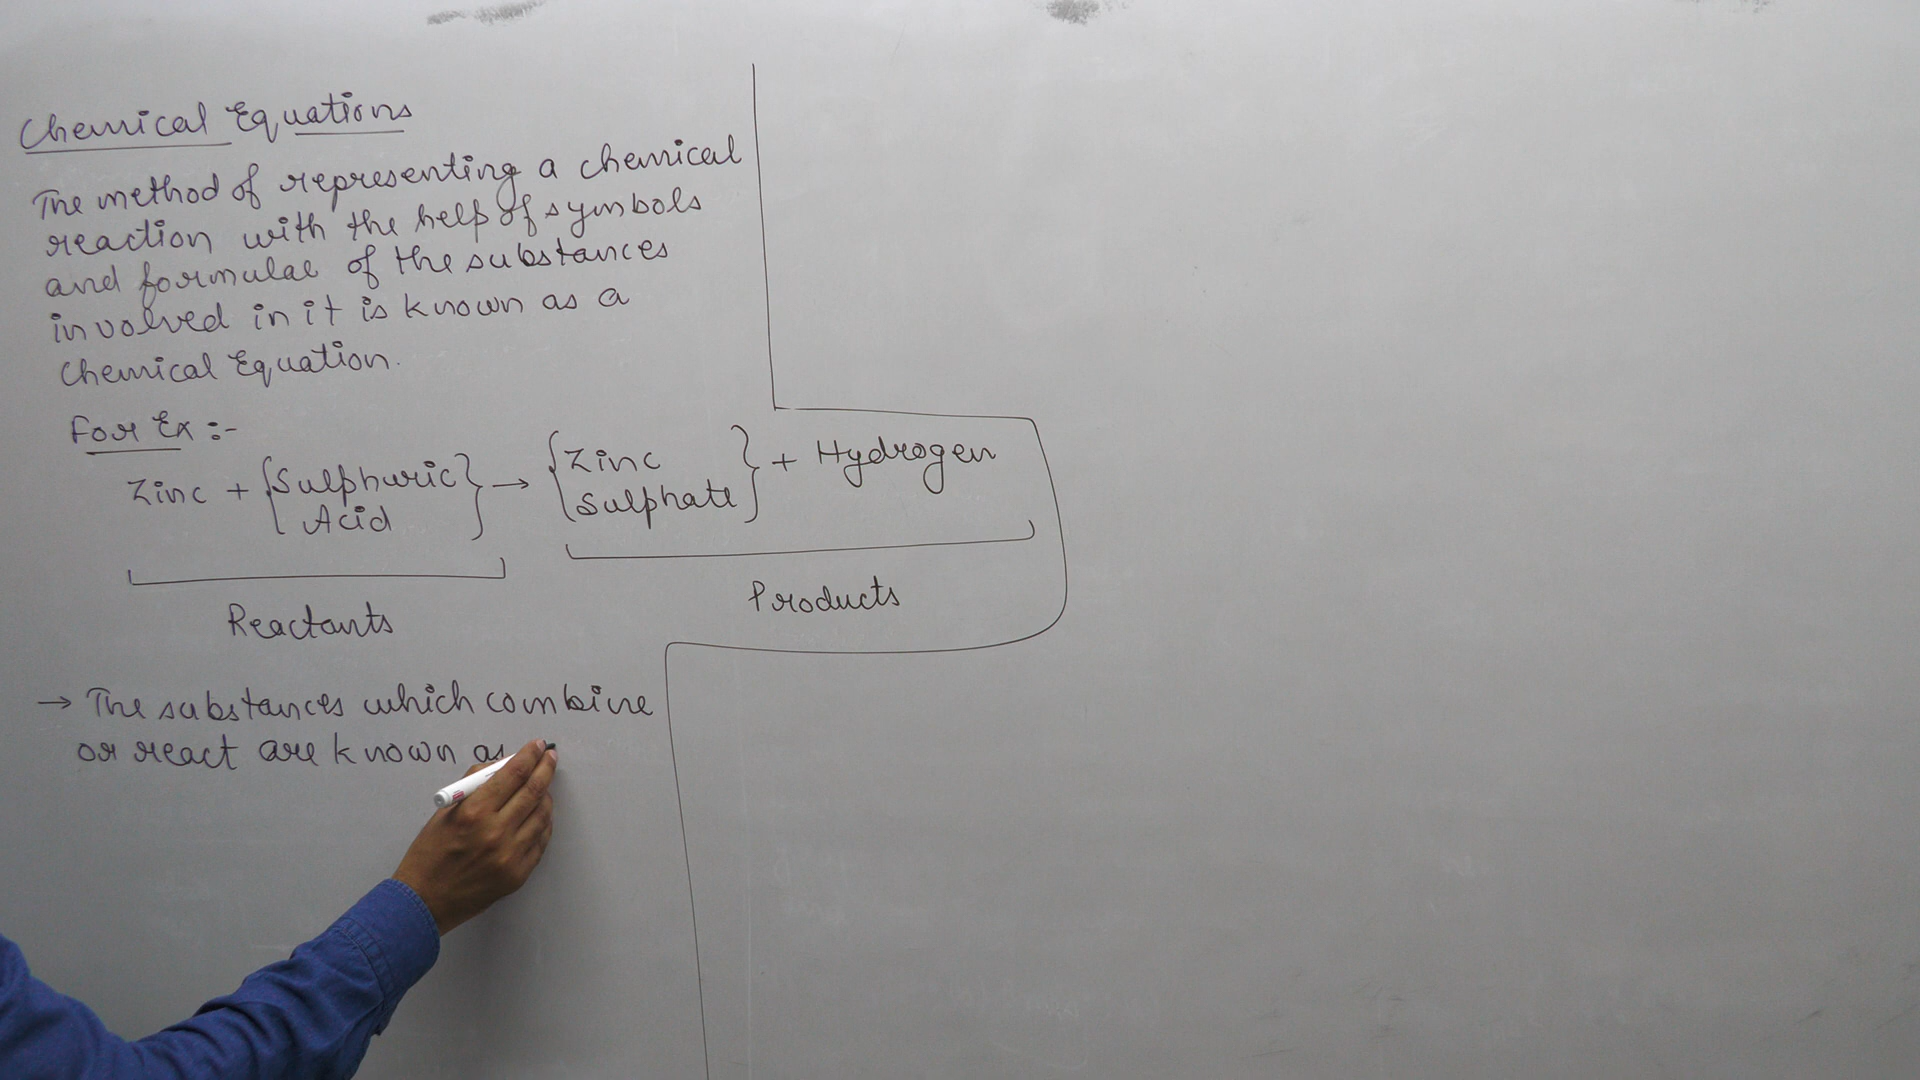 Chemical Equations
The method of representing a chemical
reaction with the help of symbols
and formulae of the substances
involved in it is known as a
Chemical Equation.
For Ex :-
Zinc + {Sulphuric Acid} → {Zinc Sulphate} + Hydrogen
Reactants
Products
→ The substances which combine
or react are known as